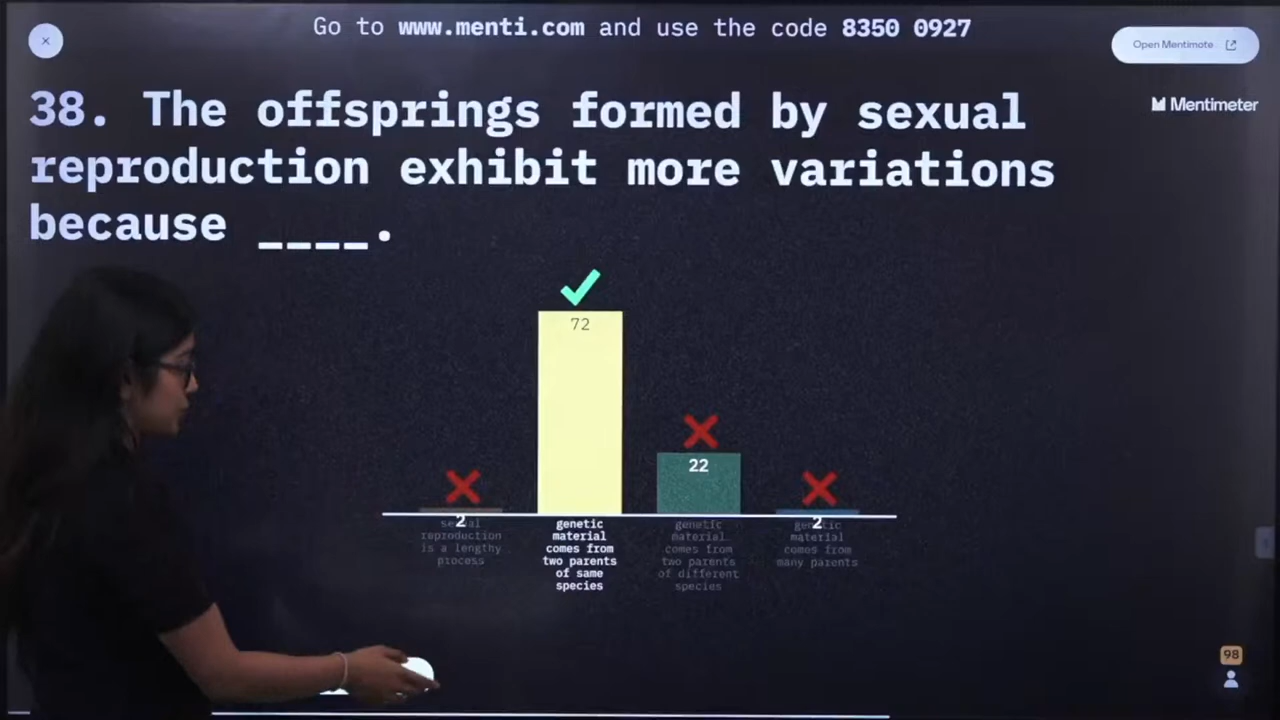 Go to www.menti.com and use the code 8350 0927
×
Open Mentimote
Mentimeter
38. The offsprings formed by sexual
reproduction exhibit more variations
because ____.
72
22
2
2
sexual
reproduction
is a lengthy
process
genetic
material
comes from
two parents
of same
species
genetic
material
comes from
two parents
of different
species
genetic
material
comes from
many parents
98